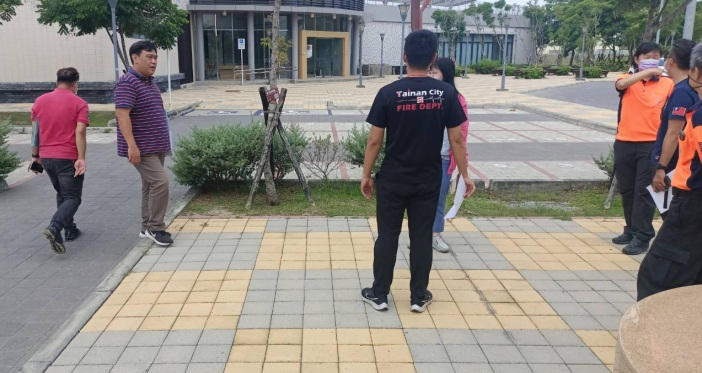 Tainan City
FIRE DEPT.